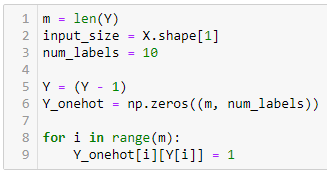 1 m = len(Y)
2 input_size = X.shape[1]
3 num_labels = 10
4
5 Y = (Y - 1)
6 Y_onehot = np.zeros((m, num_labels))
7
8 for i in range(m):
9     Y_onehot[i][Y[i]] = 1